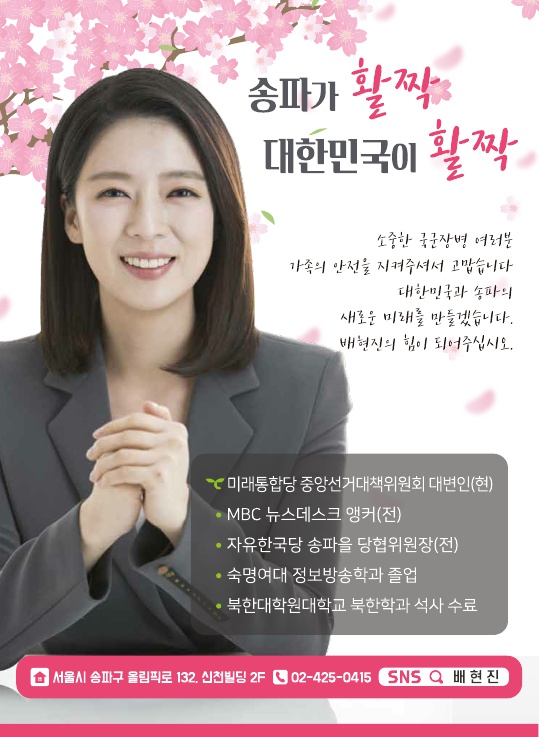 송파가 활짝
대한민국이 활짝
소중한 국군장병 여러분
가족의 안전을 지켜주셔서 고맙습니다
대한민국과 송파의
새로운 미래를 만들겠습니다.
배현진의 힘이 되어주십시오.
미래통합당 중앙선거대책위원회 대변인(현)
• MBC 뉴스데스크 앵커(전)
• 자유한국당 송파을 당협위원장(전)
• 숙명여대 정보방송학과 졸업
• 북한대학원대학교 북한학과 석사 수료
서울시 송파구 올림픽로 132, 신천빌딩 2F 02-425-0415 SNS 배현진